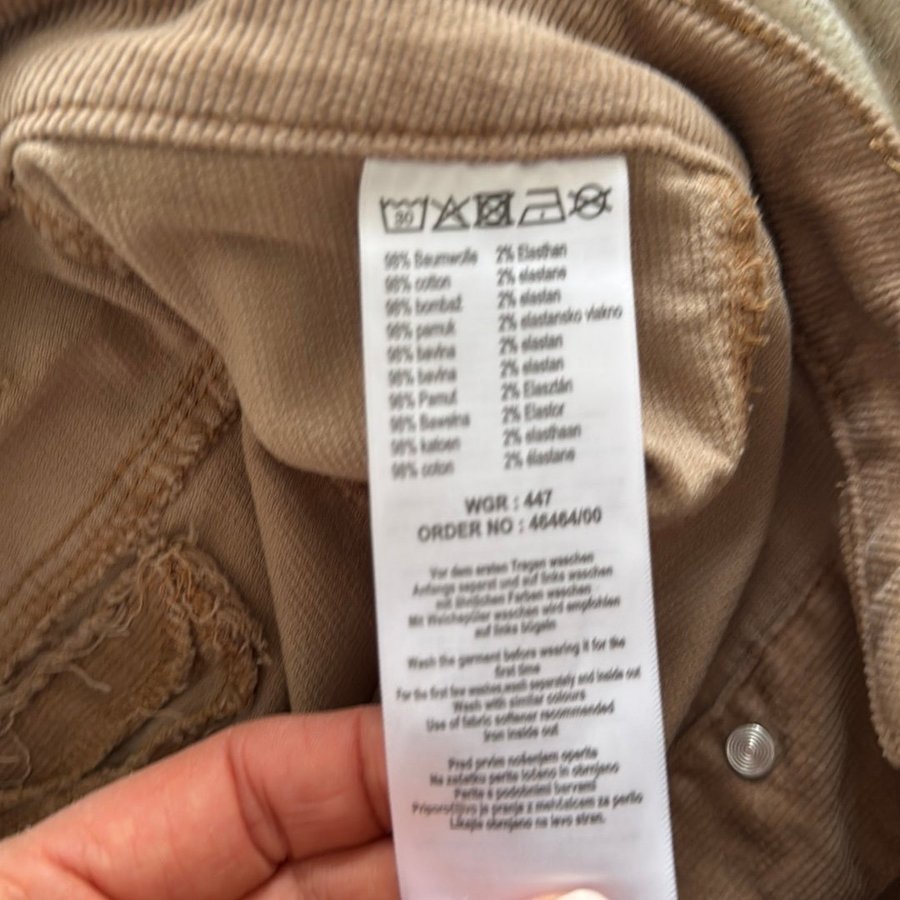 30
98% Baumwolle 2% Elasthan
98% cotton 2% elastane
98% bombaž 2% elastan
98% pamuk 2% elastansko vlakno
98% bavlna 2% elastan
98% bavlna 2% elastan
98% Pamut 2% Elasztán
98% Bawełna 2% Elastor
98% katoen 2% elasthaan
98% coton 2% élastane
WGR : 447
ORDER NO : 46464/00
Vor dem ersten Tragen waschen
Anfangs separat und auf links waschen
mit ähnlichen Farben waschen
Mit Weichspüler waschen wird empfohlen
auf links bügeln
Wash the garment before wearing it for the
first time
For the first few washes,wash separately and inside out
Wash with similar colours
Use of fabric softener recommended
Iron inside out
Pred prvim nošenjem operite
Na začetku perite ločeno in obrnjeno
Perite s podobnimi barvami
Priporočljivo je pranje z mehčalcem za perilo
Likajte obrnjeno na levo stran.